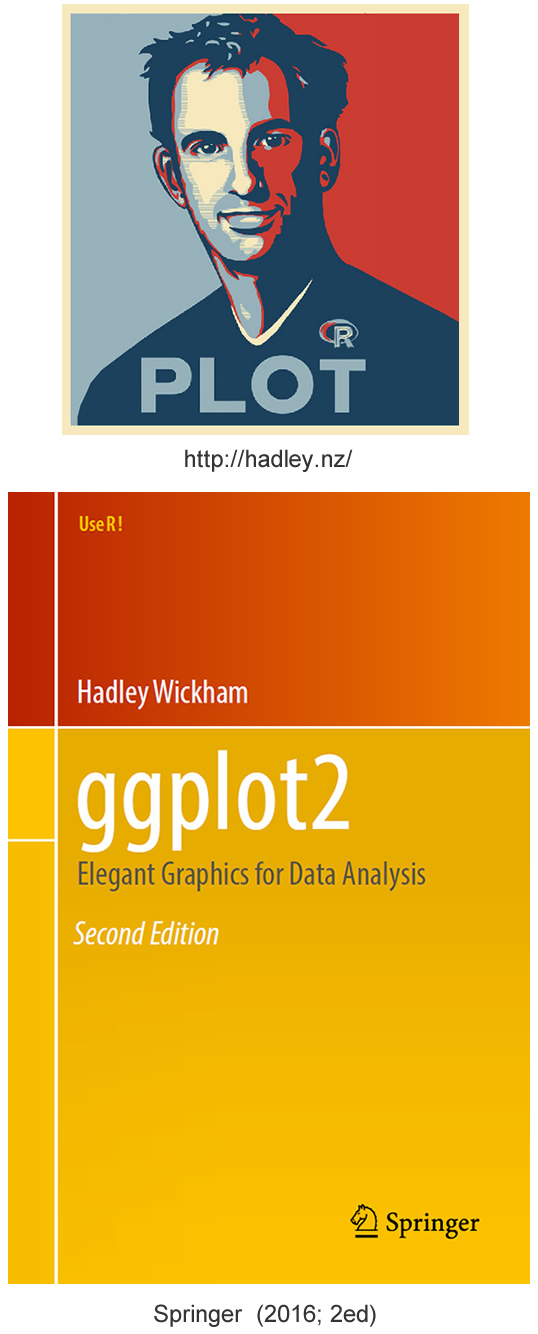 R
PLOT
http://hadley.nz/
Use R!
Hadley Wickham
ggplot2
Elegant Graphics for Data Analysis
Second Edition
Springer
Springer (2016; 2ed)